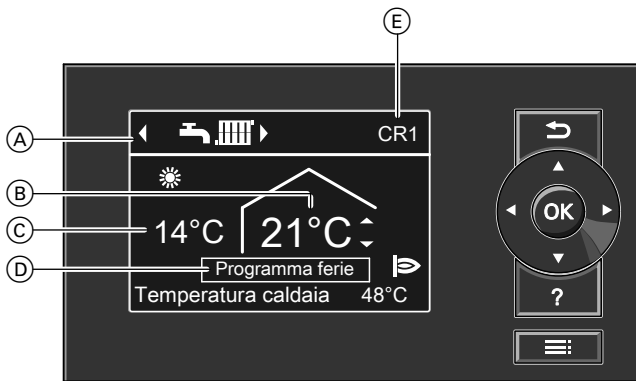 E
A
CR1
B
C
14°C 21°C
OK
D
Programma ferie
Temperatura caldaia 48°C
?